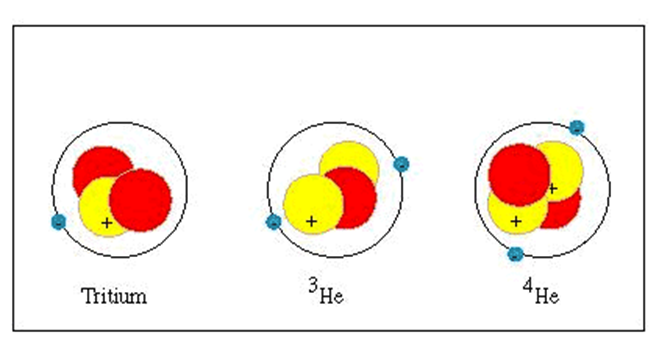 + + + +
Tritium ³He ⁴He